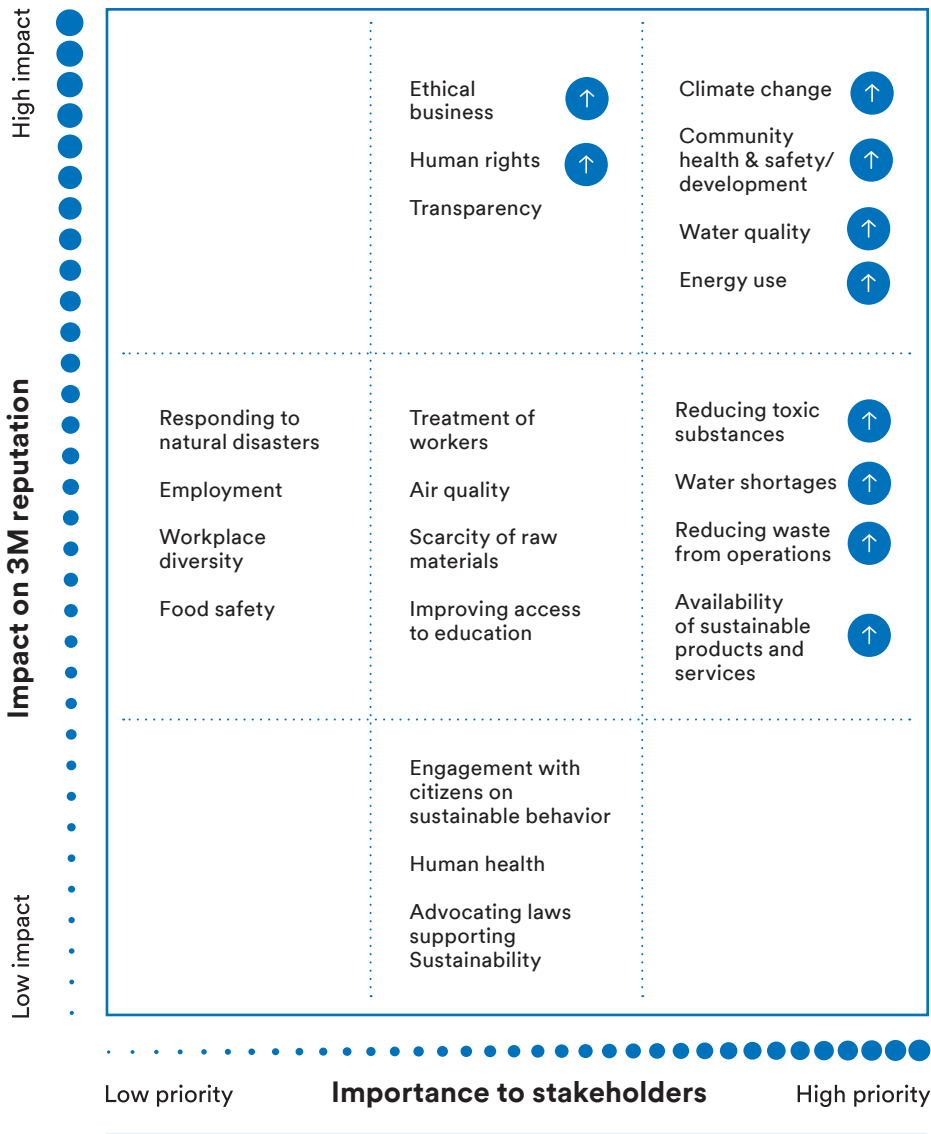 High impact
Impact on 3M reputation
Low impact
Ethical
business
Human rights
Transparency
Climate change
Community
health & safety/
development
Water quality
Energy use
Responding to
natural disasters
Employment
Workplace
diversity
Food safety
Treatment of
workers
Air quality
Scarcity of raw
materials
Improving access
to education
Reducing toxic
substances
Water shortages
Reducing waste
from operations
Availability
of sustainable
products and
services
Engagement with
citizens on
sustainable behavior
Human health
Advocating laws
supporting
Sustainability
Low priority
Importance to stakeholders
High priority